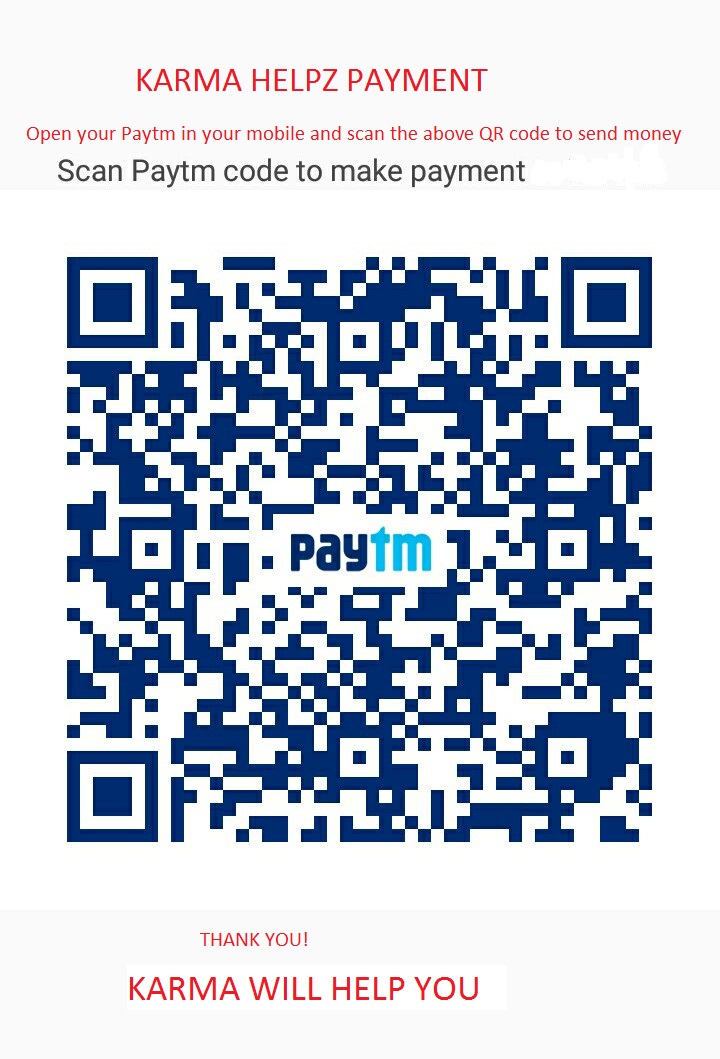 KARMA HELPZ PAYMENT
Open your Paytm in your mobile and scan the above QR code to send money
Scan Paytm code to make payment
paytm
THANK YOU!
KARMA WILL HELP YOU